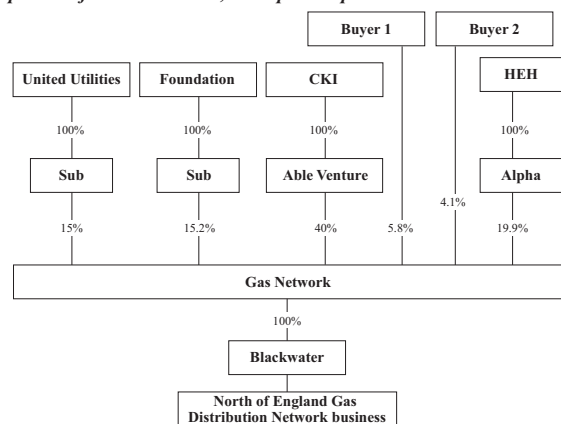 Buyer 1 Buyer 2
United Utilities Foundation CKI HEH
100% 100% 100% 100%
Sub Sub Able Venture Alpha
4.1%
15% 15.2% 40% 5.8% 19.9%
Gas Network
100%
Blackwater
North of England Gas
Distribution Network business